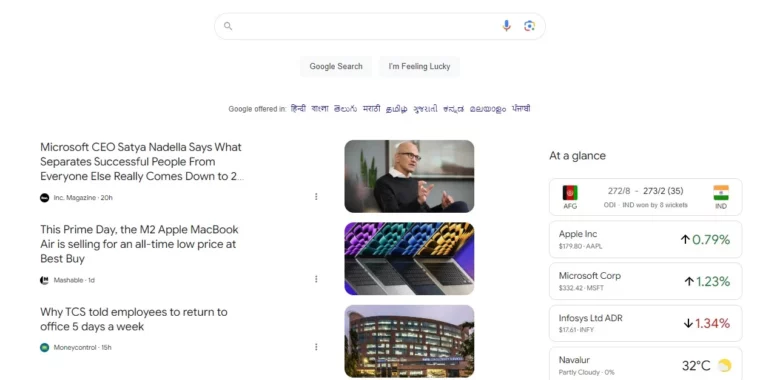 Google Search
I'm Feeling Lucky
Google offered in: हिन्दी বাংলা తెలుగు मराठी தமிழ் ગુજરાતી ಕನ್ನಡ മലയാളം ਪੰਜਾਬੀ
Microsoft CEO Satya Nadella Says What
Separates Successful People From
Everyone Else Really Comes Down to 2...
Inc. Magazine · 20h
This Prime Day, the M2 Apple MacBook
Air is selling for an all-time low price at
Best Buy
Mashable · 1d
Why TCS told employees to return to
office 5 days a week
Moneycontrol · 15h
At a glance
272/8 - 273/2 (35)
AFG
ODI · IND won by 8 wickets
IND
Apple Inc
$179.80 · AAPL
0.79%
Microsoft Corp
$332.42 · MSFT
1.23%
Infosys Ltd ADR
$17.61 · INFY
1.34%
Navalur
Partly Cloudy · 0%
32°C